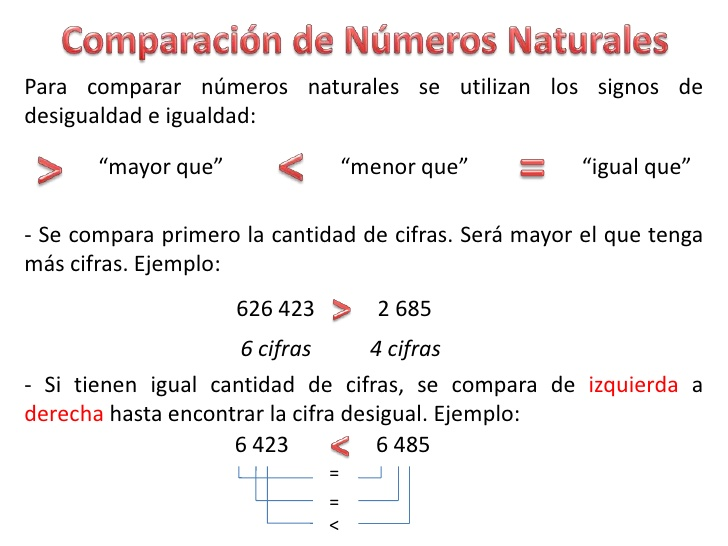 Comparación de Números Naturales
Para comparar números naturales se utilizan los signos de
desigualdad e igualdad:
> “mayor que” < “menor que” = “igual que”
- Se compara primero la cantidad de cifras. Será mayor el que tenga
más cifras. Ejemplo:
626 423 > 2 685
6 cifras 4 cifras
- Si tienen igual cantidad de cifras, se compara de izquierda a
derecha hasta encontrar la cifra desigual. Ejemplo:
6 423 < 6 485
=
=
<